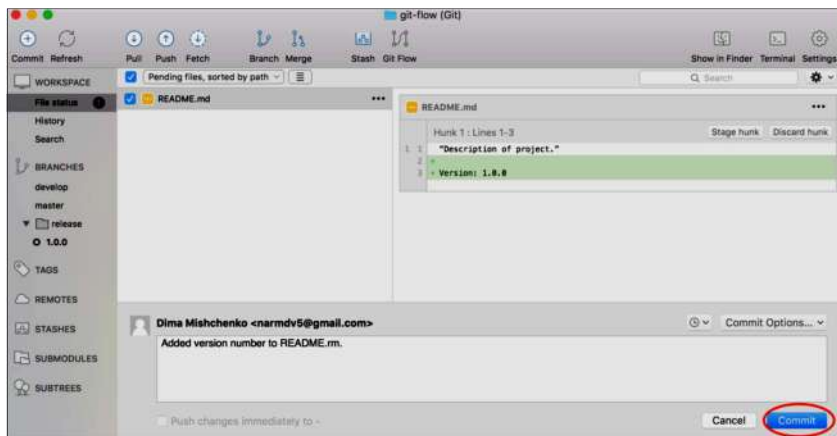 git-flow (Git)
Commit Refresh Pull Push Fetch Branch Merge Stash Git Flow Show in Finder Terminal Settings
WORKSPACE
File status
History
Search
BRANCHES
develop
master
release
1.0.0
TAGS
REMOTES
STASHES
SUBMODULES
SUBTREES
Pending files, sorted by path
Search
README.md
README.md
Hunk 1 : Lines 1-3 Stage hunk Discard hunk
1 1 "Description of project."
2 +
3 + Version: 1.0.0
Dima Mishchenko <narmdv5@gmail.com> Commit Options...
Added version number to README.rm.
Push changes immediately to -
Cancel Commit